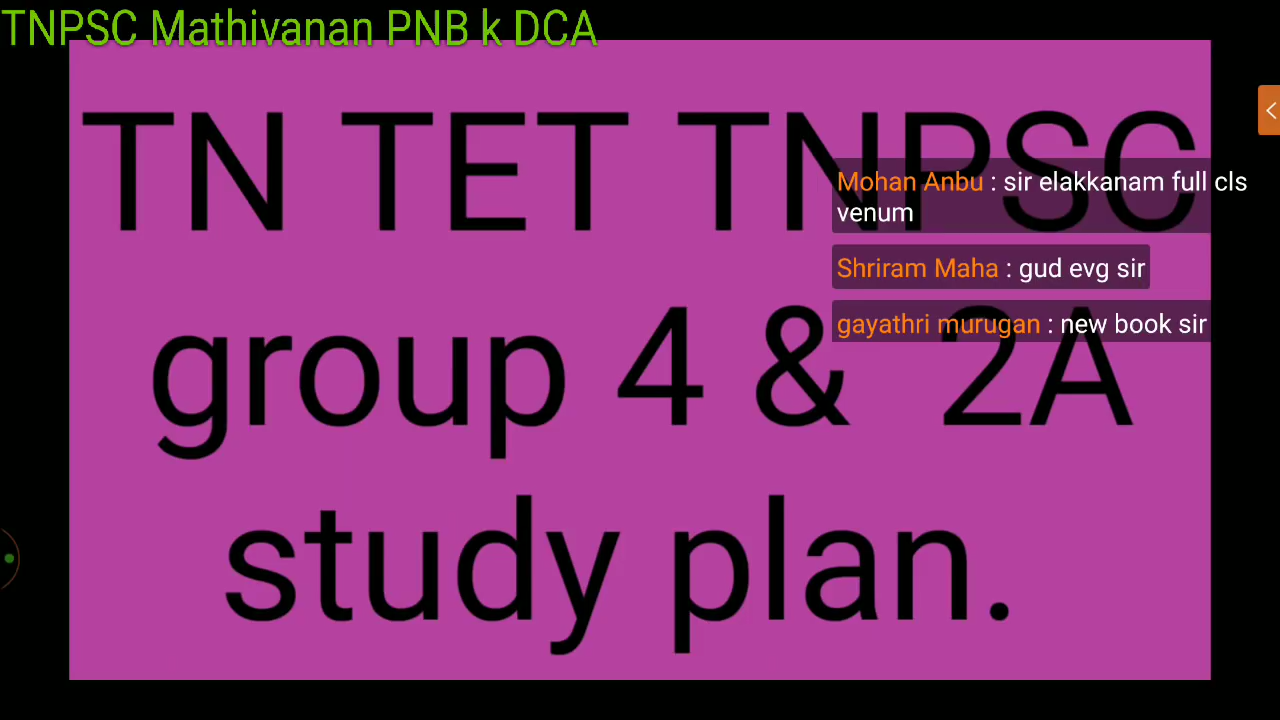 TNPSC Mathivanan PNB k DCA
TN TET TNPSC
group 4 & 2A
study plan.
Mohan Anbu : sir elakkanam full cls
venum
Shriram Maha : gud evg sir
gayathri murugan : new book sir